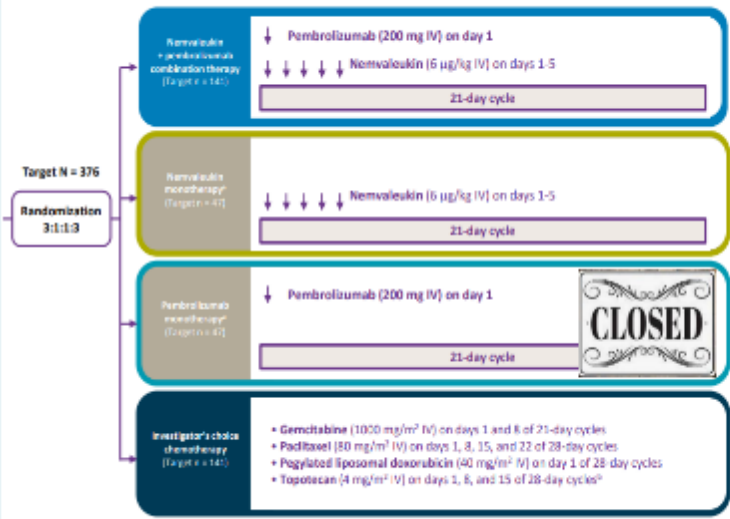 Nemvaleukin
+ pembrolizumab
combination therapy
(Target n = 141)
Pembrolizumab (200 mg IV) on day 1
Nemvaleukin (6 µg/kg IV) on days 1-5
21-day cycle
Target N = 376
Randomization
3:1:1:3
Nemvaleukin
monotherapyᵃ
(Target n = 47)
Nemvaleukin (6 µg/kg IV) on days 1-5
21-day cycle
Pembrolizumab
monotherapyᵃ
(Target n = 47)
Pembrolizumab (200 mg IV) on day 1
CLOSED
21-day cycle
Investigator's choice
chemotherapy
(Target n = 141)
• Gemcitabine (1000 mg/m² IV) on days 1 and 8 of 21-day cycles
• Paclitaxel (80 mg/m² IV) on days 1, 8, 15, and 22 of 28-day cycles
• Pegylated liposomal doxorubicin (40 mg/m² IV) on day 1 of 28-day cycles
• Topotecan (4 mg/m² IV) on days 1, 8, and 15 of 28-day cyclesᵇ